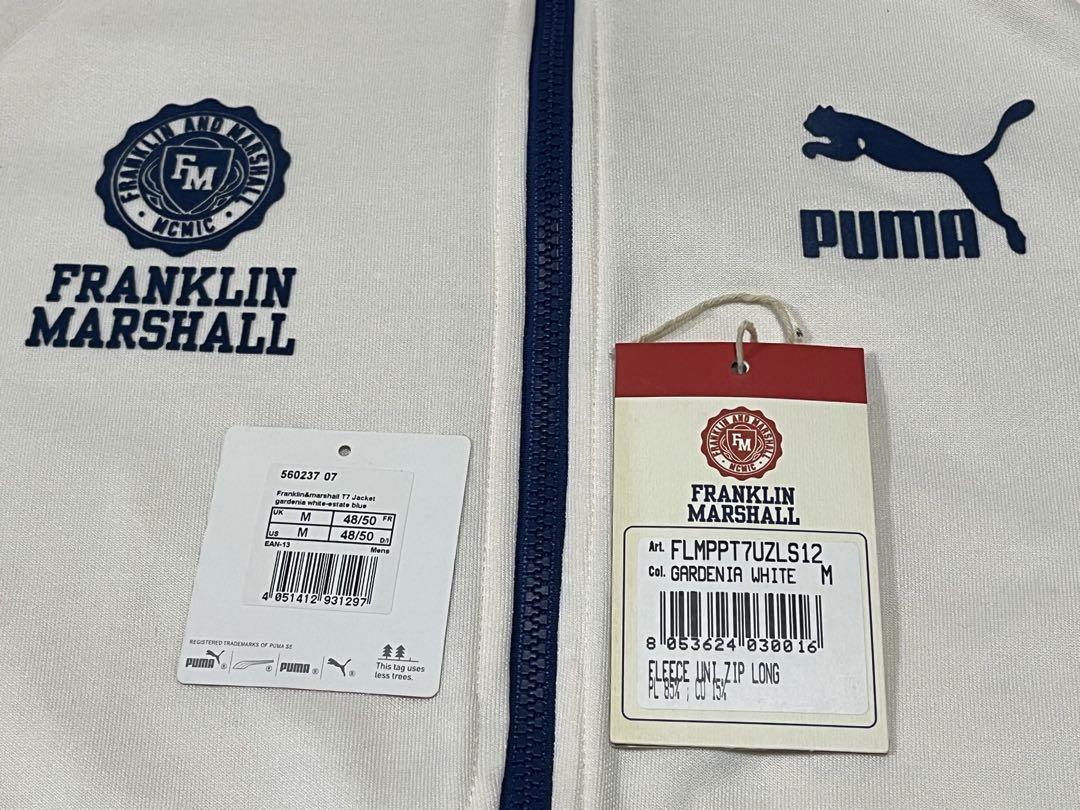 FRANKLIN AND MARSHALL
FM
MCMIC
FRANKLIN
MARSHALL
PUMA
560237 07
Franklin&marshall T7 Jacket
gardenia white-estate blue
UK M 48/50 FR
US M 48/50 D/I
EAN-13 Mens
4 051412 931297
REGISTERED TRADEMARKS OF PUMA SE
PUMA ® ® PUMA ® ®
This tag uses
less trees.
FRANKLIN AND MARSHALL
FM
MCMIC
FRANKLIN
MARSHALL
Art. FLMPPT7UZLS12
Col. GARDENIA WHITE M
8 053624 030016
FLEECE UNI ZIP LONG
PL 85% ; CO 15%